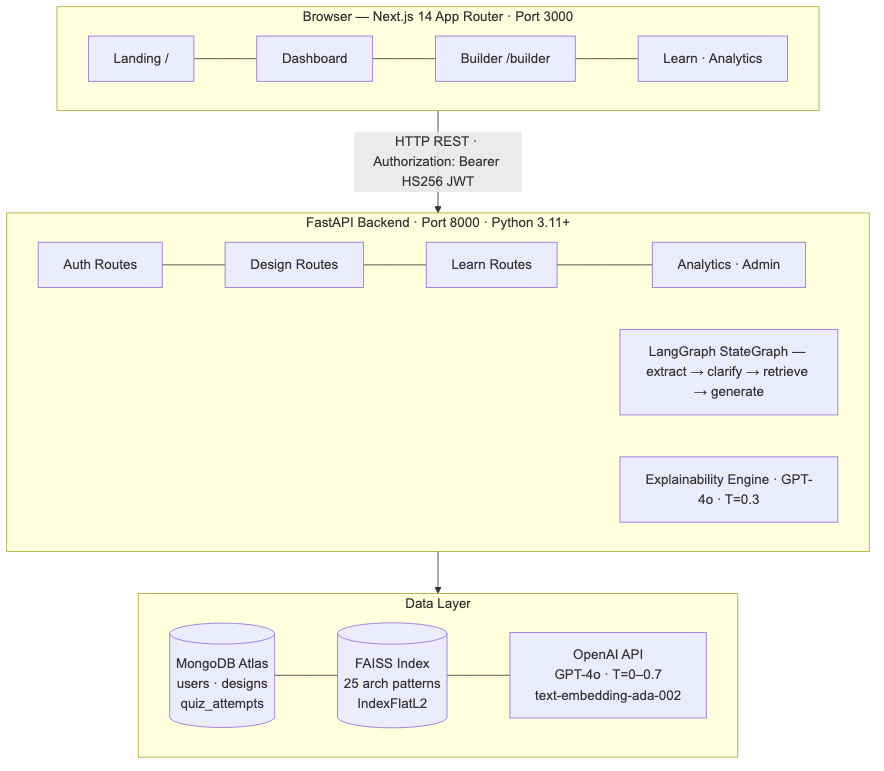 Browser — Next.js 14 App Router · Port 3000
Landing /
Dashboard
Builder /builder
Learn · Analytics
HTTP REST ·
Authorization: Bearer
HS256 JWT
FastAPI Backend · Port 8000 · Python 3.11+
Auth Routes
Design Routes
Learn Routes
Analytics · Admin
LangGraph StateGraph —
extract → clarify → retrieve
→ generate
Explainability Engine · GPT-
4o · T=0.3
Data Layer
MongoDB Atlas
users · designs
quiz_attempts
FAISS Index
25 arch patterns
IndexFlatL2
OpenAI API
GPT-4o · T=0–0.7
text-embedding-ada-002